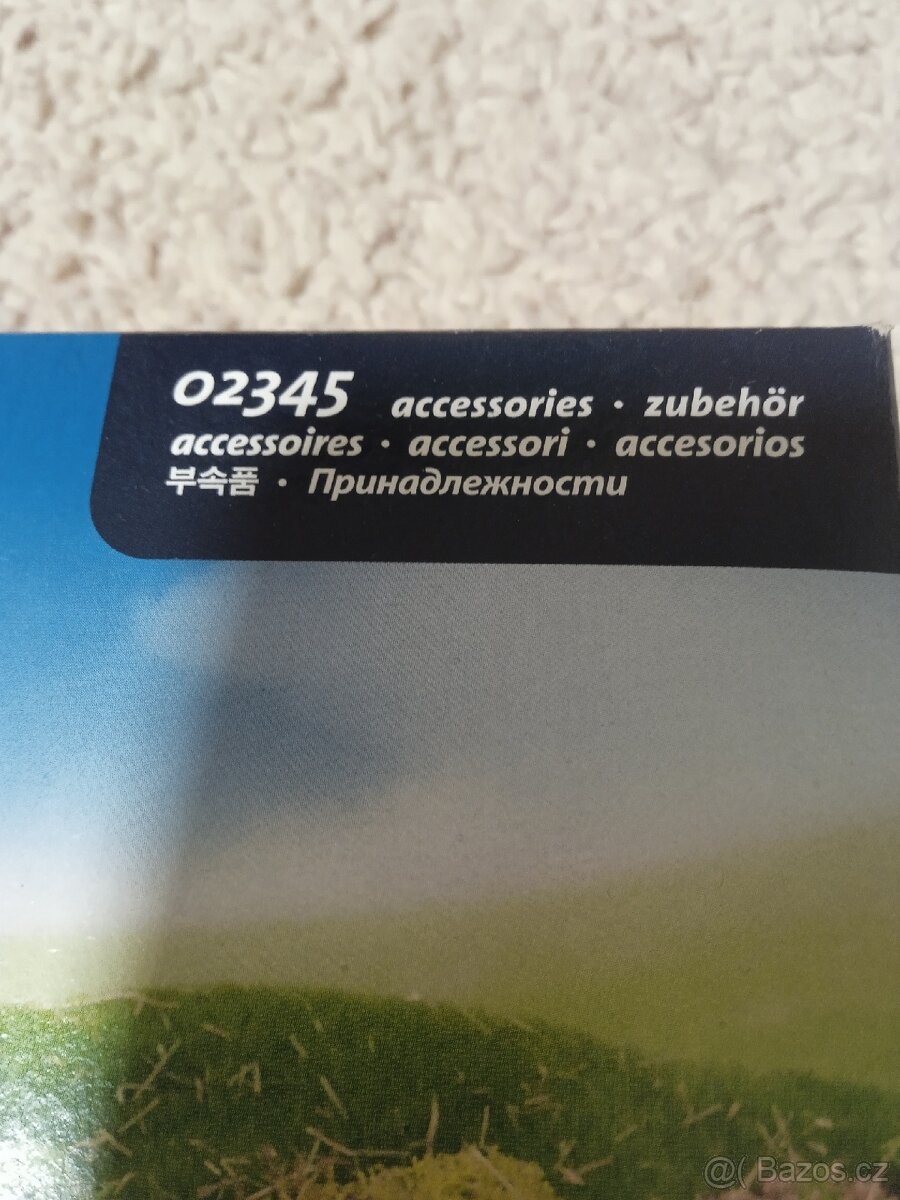 02345 accessories · zubehör
accessoires · accessori · accesorios
부속품 · Принадлежности
@( Bazos.cz